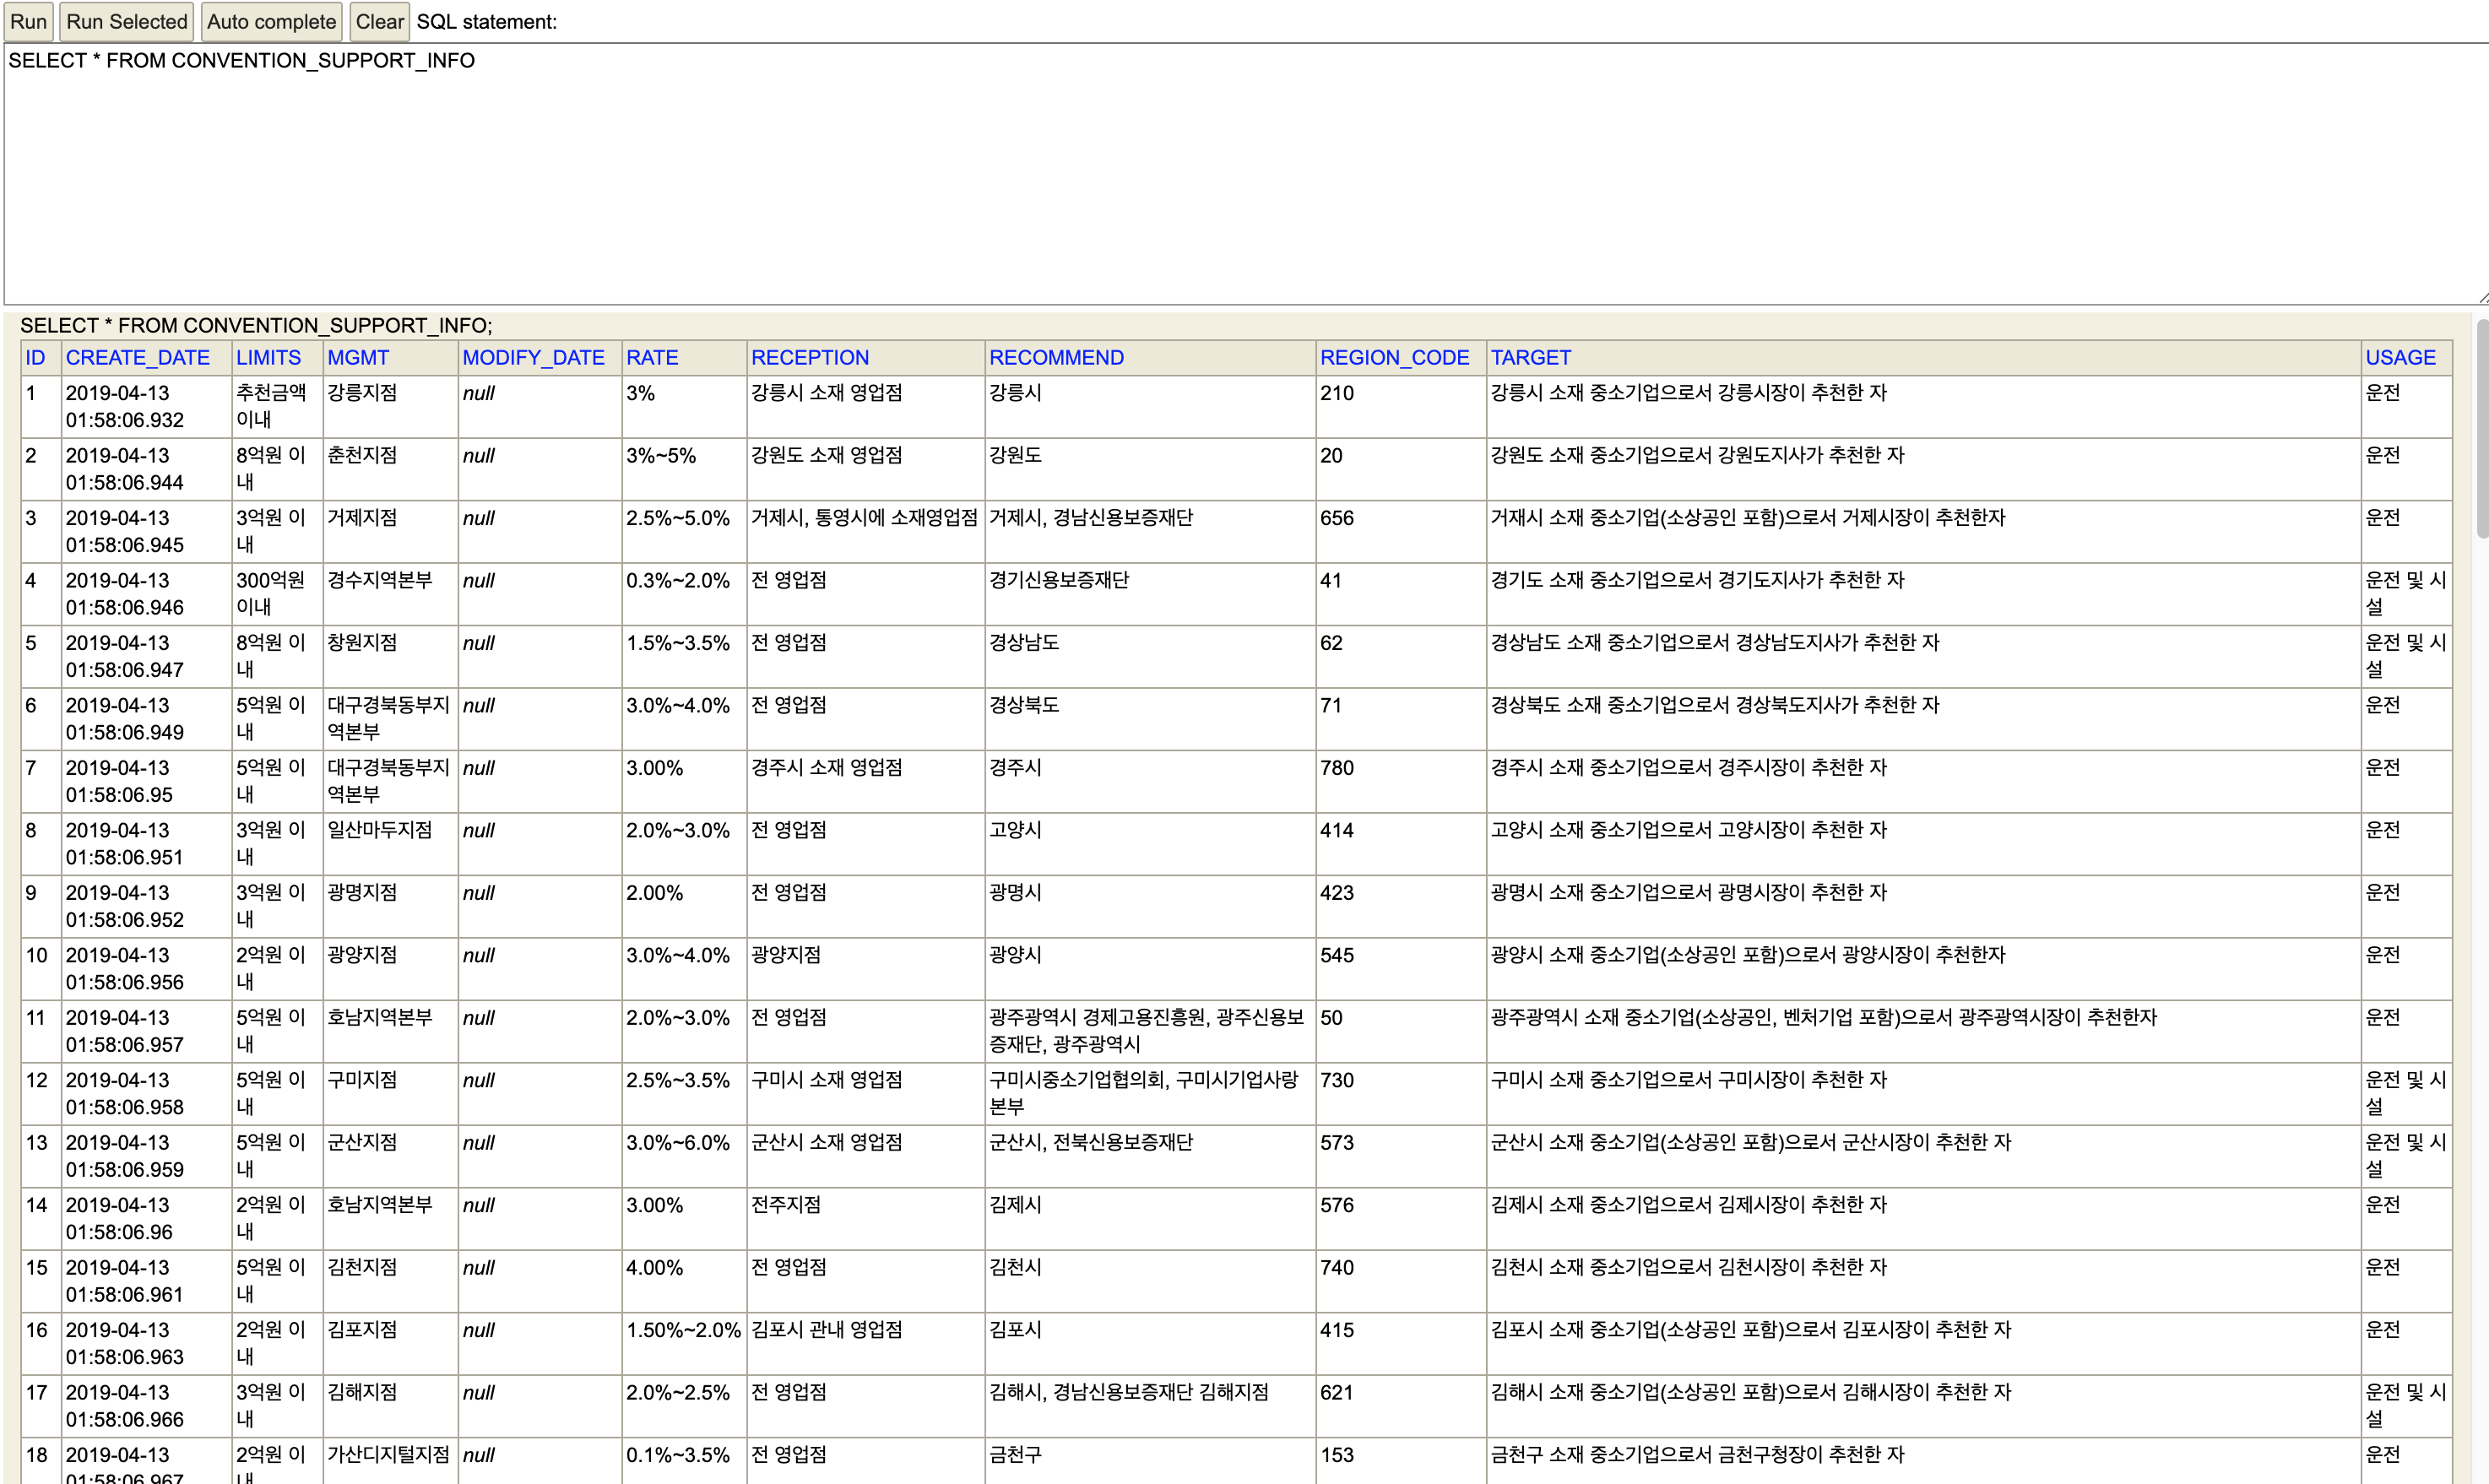 Run Run Selected Auto complete Clear SQL statement:
SELECT * FROM CONVENTION_SUPPORT_INFO
SELECT * FROM CONVENTION_SUPPORT_INFO;
ID CREATE_DATE LIMITS MGMT MODIFY_DATE RATE RECEPTION RECOMMEND REGION_CODE TARGET USAGE
1 2019-04-13 추천금액 강릉지점 null 3% 강릉시 소재 영업점 강릉시 210 강릉시 소재 중소기업으로서 강릉시장이 추천한 자 운전
01:58:06.932 이내
2 2019-04-13 8억원 이 춘천지점 null 3%~5% 강원도 소재 영업점 강원도 20 강원도 소재 중소기업으로서 강원도지사가 추천한 자 운전
01:58:06.944 내
3 2019-04-13 3억원 이 거제지점 null 2.5%~5.0% 거제시, 통영시에 소재영업점 거제시, 경남신용보증재단 656 거재시 소재 중소기업(소상공인 포함)으로서 거제시장이 추천한자 운전
01:58:06.945 내
4 2019-04-13 300억원 경수지역본부 null 0.3%~2.0% 전 영업점 경기신용보증재단 41 경기도 소재 중소기업으로서 경기도지사가 추천한 자 운전 및 시
01:58:06.946 이내 설
5 2019-04-13 8억원 이 창원지점 null 1.5%~3.5% 전 영업점 경상남도 62 경상남도 소재 중소기업으로서 경상남도지사가 추천한 자 운전 및 시
01:58:06.947 내 설
6 2019-04-13 5억원 이 대구경북동부지 null 3.0%~4.0% 전 영업점 경상북도 71 경상북도 소재 중소기업으로서 경상북도지사가 추천한 자 운전
01:58:06.949 내 역본부
7 2019-04-13 5억원 이 대구경북동부지 null 3.00% 경주시 소재 영업점 경주시 780 경주시 소재 중소기업으로서 경주시장이 추천한 자 운전
01:58:06.95 내 역본부
8 2019-04-13 3억원 이 일산마두지점 null 2.0%~3.0% 전 영업점 고양시 414 고양시 소재 중소기업으로서 고양시장이 추천한 자 운전
01:58:06.951 내
9 2019-04-13 3억원 이 광명지점 null 2.00% 전 영업점 광명시 423 광명시 소재 중소기업으로서 광명시장이 추천한 자 운전
01:58:06.952 내
10 2019-04-13 2억원 이 광양지점 null 3.0%~4.0% 광양지점 광양시 545 광양시 소재 중소기업(소상공인 포함)으로서 광양시장이 추천한자 운전
01:58:06.956 내
11 2019-04-13 5억원 이 호남지역본부 null 2.0%~3.0% 전 영업점 광주광역시 경제고용진흥원, 광주신용보 50 광주광역시 소재 중소기업(소상공인, 벤처기업 포함)으로서 광주광역시장이 추천한자 운전
01:58:06.957 내 증재단, 광주광역시
12 2019-04-13 5억원 이 구미지점 null 2.5%~3.5% 구미시 소재 영업점 구미시중소기업협의회, 구미시기업사랑 730 구미시 소재 중소기업으로서 구미시장이 추천한 자 운전 및 시
01:58:06.958 내 본부 설
13 2019-04-13 5억원 이 군산지점 null 3.0%~6.0% 군산시 소재 영업점 군산시, 전북신용보증재단 573 군산시 소재 중소기업(소상공인 포함)으로서 군산시장이 추천한 자 운전 및 시
01:58:06.959 내 설
14 2019-04-13 2억원 이 호남지역본부 null 3.00% 전주지점 김제시 576 김제시 소재 중소기업으로서 김제시장이 추천한 자 운전
01:58:06.96 내
15 2019-04-13 5억원 이 김천지점 null 4.00% 전 영업점 김천시 740 김천시 소재 중소기업으로서 김천시장이 추천한 자 운전
01:58:06.961 내
16 2019-04-13 2억원 이 김포지점 null 1.50%~2.0% 김포시 관내 영업점 김포시 415 김포시 소재 중소기업(소상공인 포함)으로서 김포시장이 추천한 자 운전
01:58:06.963 내
17 2019-04-13 3억원 이 김해지점 null 2.0%~2.5% 전 영업점 김해시, 경남신용보증재단 김해지점 621 김해시 소재 중소기업(소상공인 포함)으로서 김해시장이 추천한 자 운전 및 시
01:58:06.966 내 설
18 2019-04-13 2억원 이 가산디지털지점 null 0.1%~3.5% 전 영업점 금천구 153 금천구 소재 중소기업으로서 금천구청장이 추천한 자 운전
01:58:06.967 내